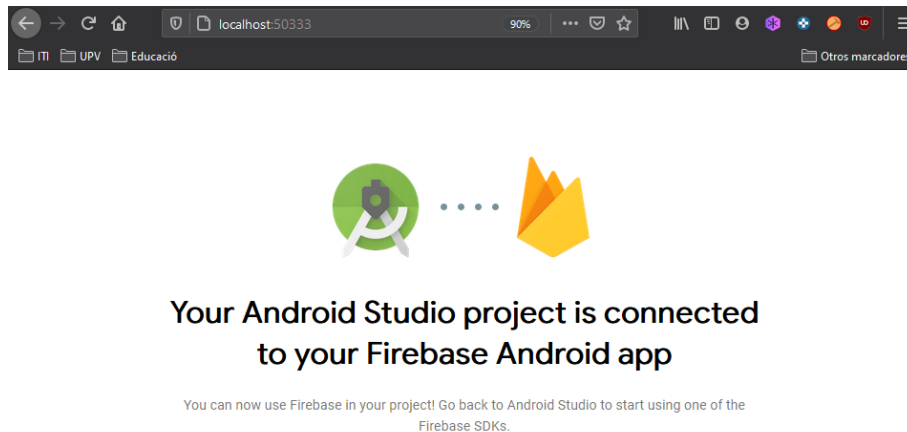 localhost:50333
90%
ITI UPV Educació Otros marcadores
Your Android Studio project is connected
to your Firebase Android app
You can now use Firebase in your project! Go back to Android Studio to start using one of the
Firebase SDKs.